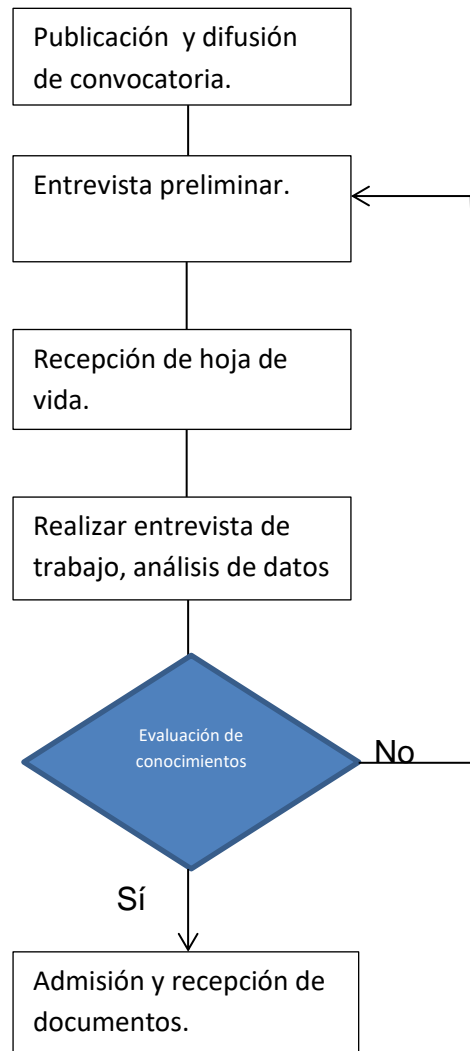 Publicación y difusión
de convocatoria.
Entrevista preliminar.
Recepción de hoja de
vida.
Realizar entrevista de
trabajo, análisis de datos
Evaluación de
conocimientos
No
Sí
Admisión y recepción de
documentos.